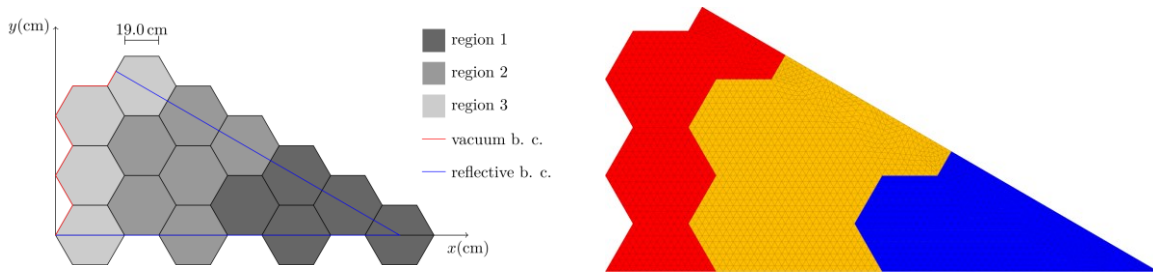 19.0 cm
y(cm)
region 1
region 2
region 3
vacuum b. c.
reflective b. c.
x(cm)